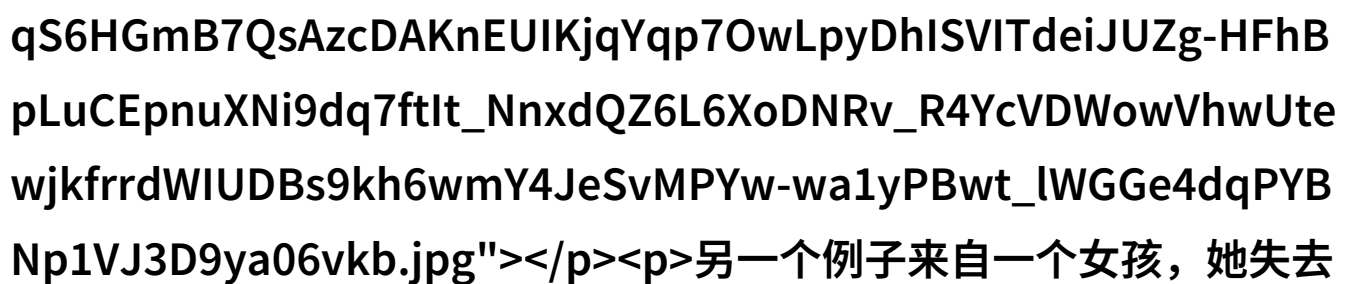 qS6HGmB7QsAzcDAKnEUIKjqYqp7OwLpyDhISVITdeiJUZg-HFhB
pLuCEpnuXNi9dq7ftIt_NnxdQZ6L6XoDNRv_R4YcVDWowVhwUte
wjkfrrdWIUDBs9kh6wmY4JeSvMPYw-wa1yPBwt_lWGGe4dqPYB
Np1VJ3D9ya06vkb.jpg"></p><p>另一个例子来自一个女孩，她失去